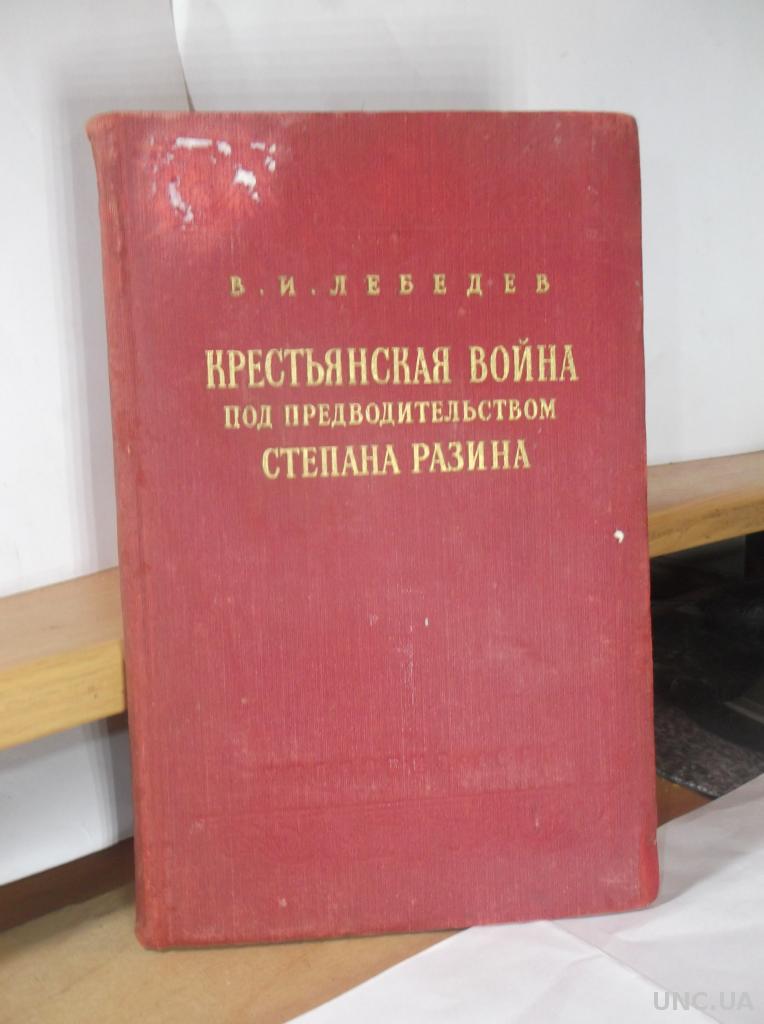 В. И. ЛЕБЕДЕВ
КРЕСТЬЯНСКАЯ ВОЙНА
ПОД ПРЕДВОДИТЕЛЬСТВОМ
СТЕПАНА РАЗИНА
UNC.UA